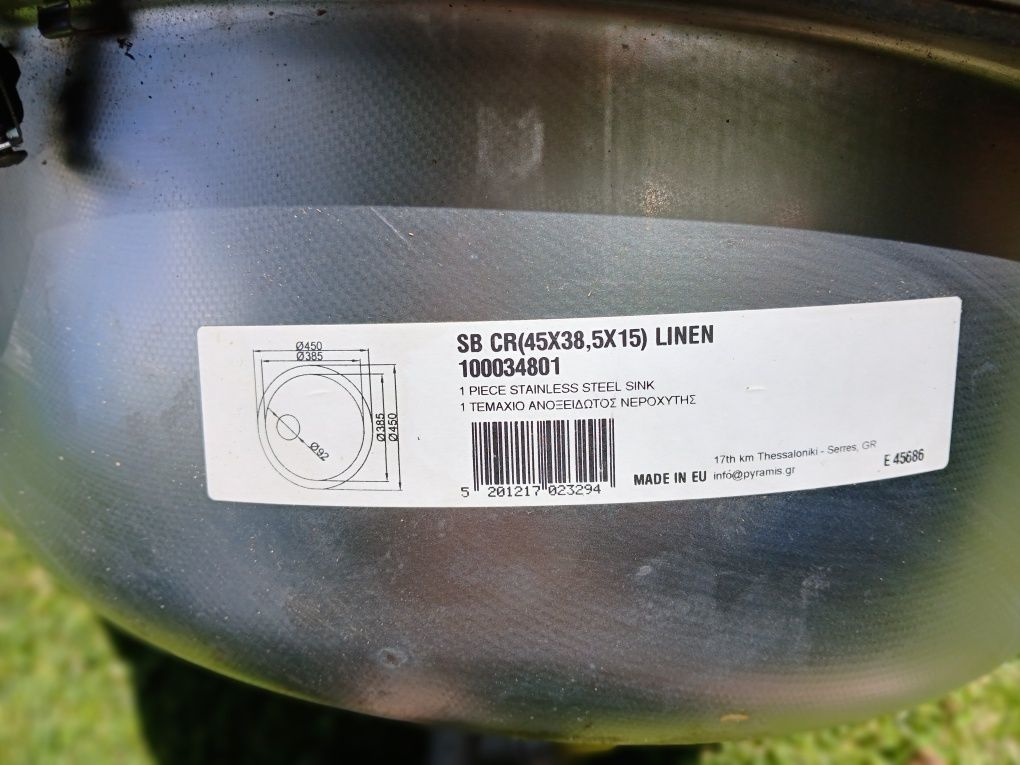 Ø450
Ø385
Ø385
Ø450
Ø92
SB CR(45X38,5X15) LINEN
100034801
1 PIECE STAINLESS STEEL SINK
1 ΤΕΜΑΧΙΟ ΑΝΟΞΕΙΔΩΤΟΣ ΝΕΡΟΧΥΤΗΣ
5 201217 023294
MADE IN EU
17th km Thessaloniki - Serres, GR
info@pyramis.gr
E 45686